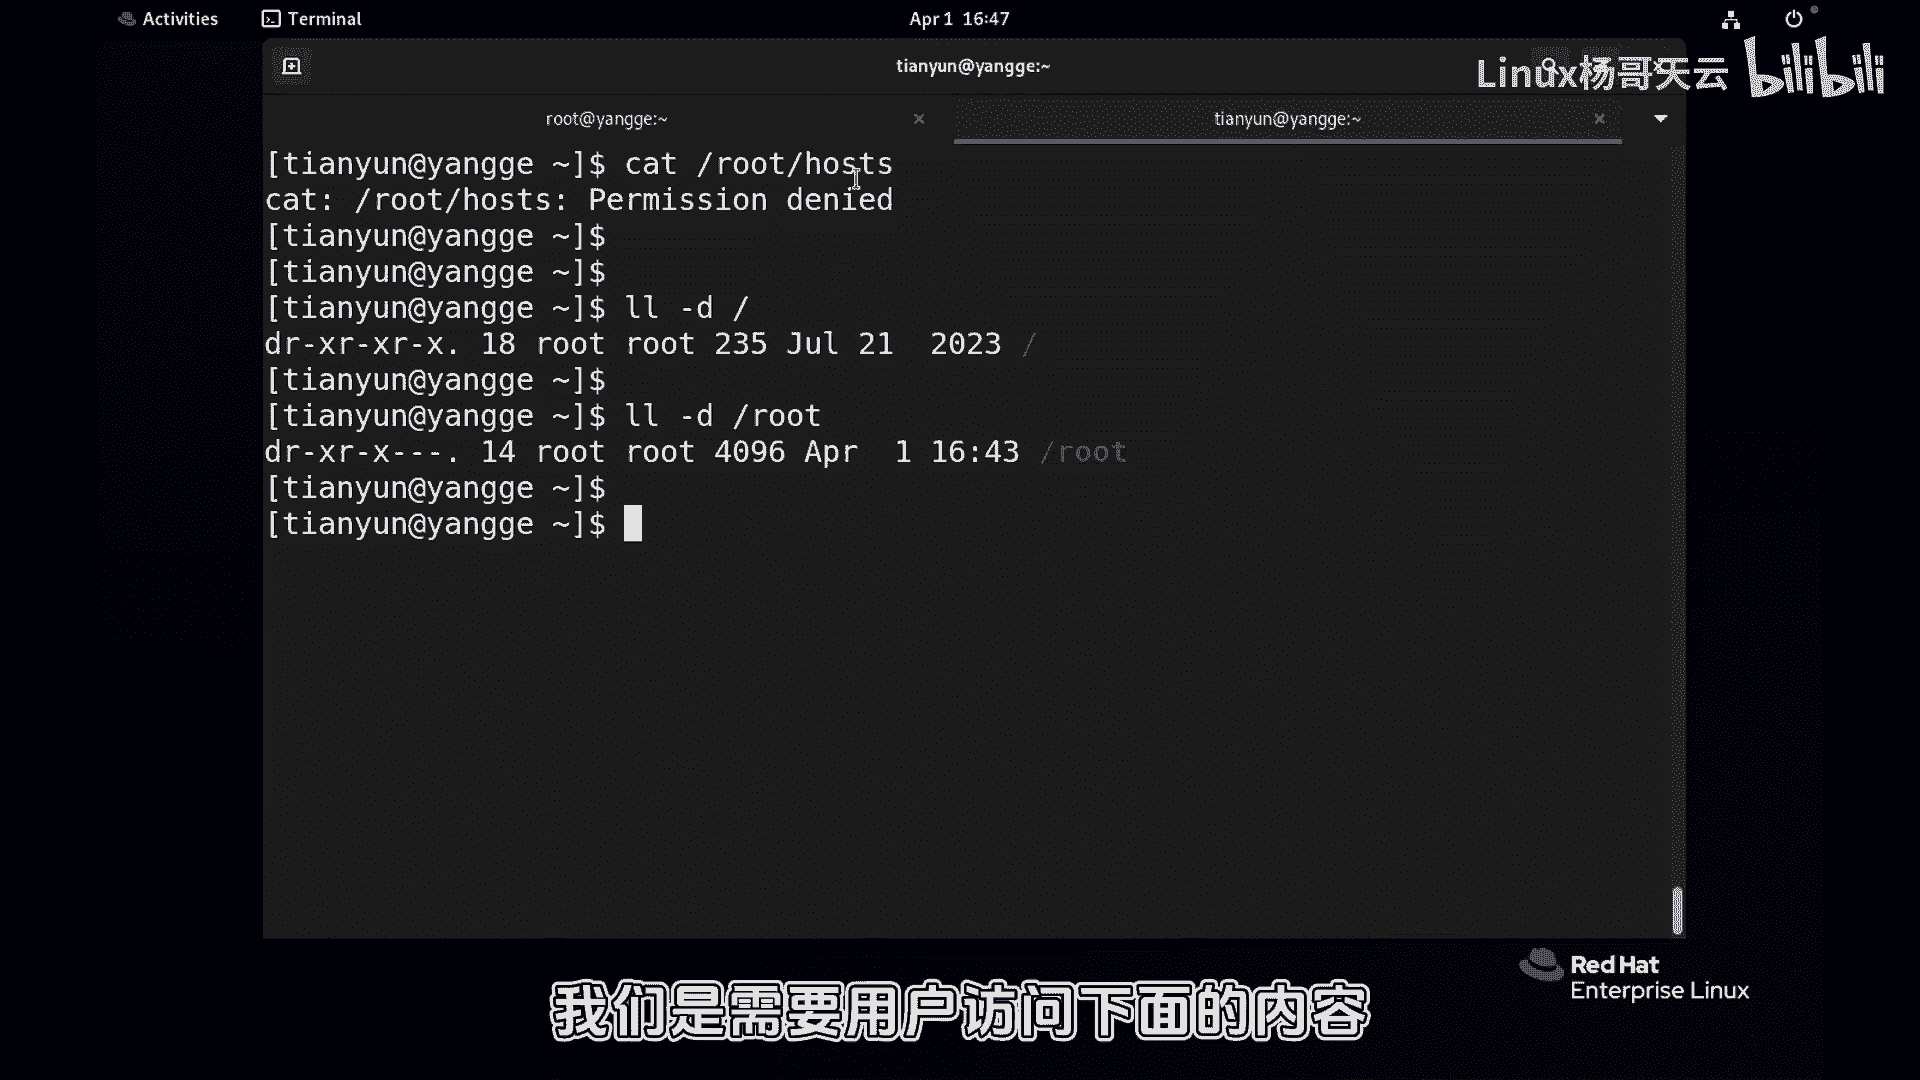 Activities
Terminal
Apr 1 16:47
tianyun@yangge:~
Linux杨哥天云 bilibili
root@yangge:~
tianyun@yangge:~
[tianyun@yangge ~]$ cat /root/hosts
cat: /root/hosts: Permission denied
[tianyun@yangge ~]$
[tianyun@yangge ~]$
[tianyun@yangge ~]$ ll -d /
dr-xr-xr-x. 18 root root 235 Jul 21  2023 /
[tianyun@yangge ~]$
[tianyun@yangge ~]$ ll -d /root
dr-xr-x---. 14 root root 4096 Apr  1 16:43 /root
[tianyun@yangge ~]$
[tianyun@yangge ~]$
Red Hat
Enterprise Linux
我们是需要用户访问下面的内容